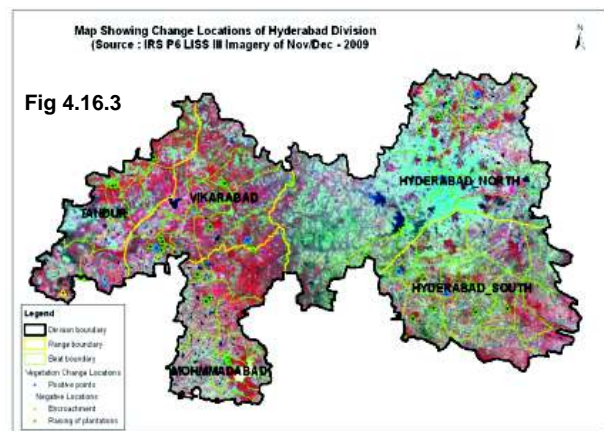 Map Showing Change Locations of Hyderabad Division
(Source : IRS P6 LISS III Imagery of Nov/Dec - 2009
N
Fig 4.16.3
HYDERABAD_NORTH
VIKARABAD
TANDUR
HYDERABAD_SOUTH
MOHMMADABAD
Legend
Division boundary
Range boundary
Beat boundary
Vegetation Change Locations
Positive points
Negative Locations
Encroachment
Raising of plantations